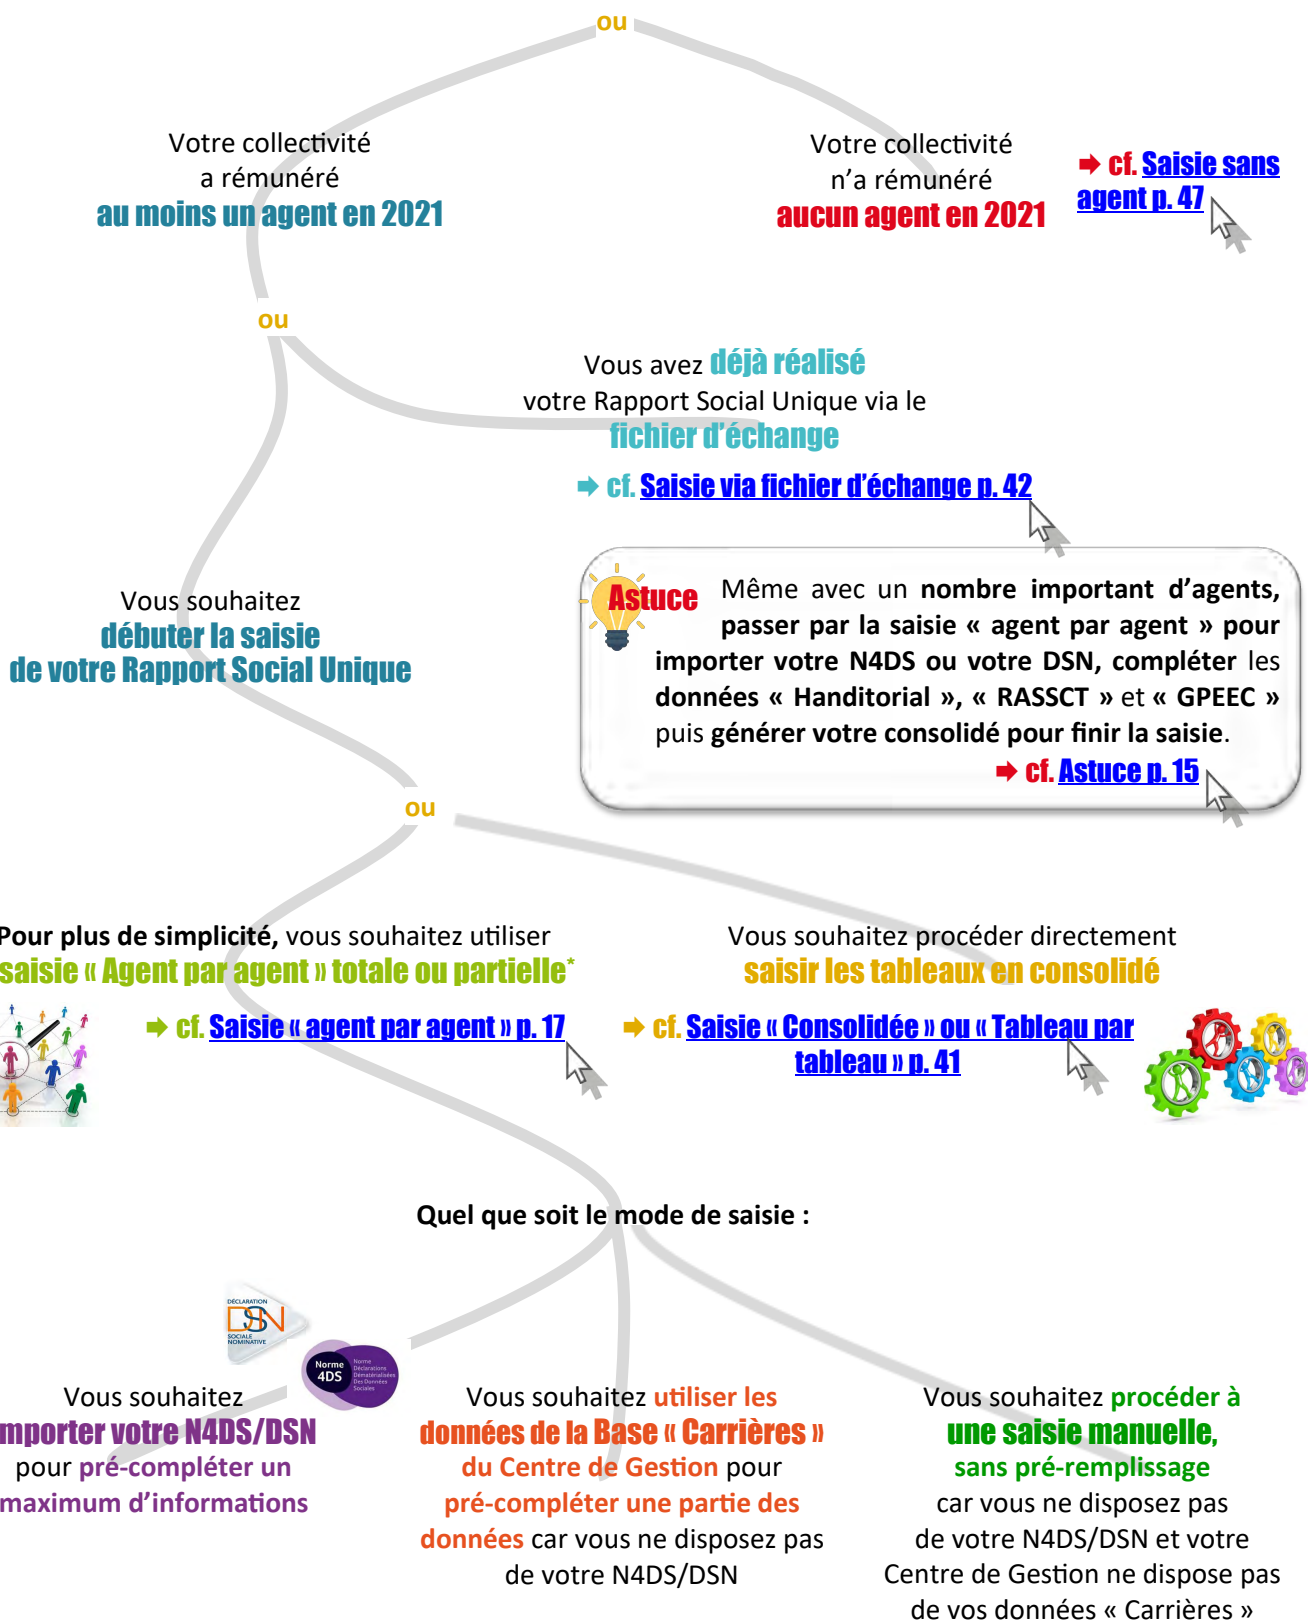 ou
Votre collectivité
a rémunéré
au moins un agent en 2021
Votre collectivité
n'a rémunéré
aucun agent en 2021
➡ cf. Saisie sans
agent p. 47
ou
Vous avez déjà réalisé
votre Rapport Social Unique via le
fichier d'échange
➡ cf. Saisie via fichier d'échange p. 42
Vous souhaitez
débuter la saisie
de votre Rapport Social Unique
Astuce Même avec un nombre important d'agents,
passer par la saisie « agent par agent » pour
importer votre N4DS ou votre DSN, compléter les
données « Handitorial », « RASSCT » et « GPEEC »
puis générer votre consolidé pour finir la saisie.
➡ cf. Astuce p. 15
ou
Pour plus de simplicité, vous souhaitez utiliser
saisie « Agent par agent » totale ou partielle*
➡ cf. Saisie « agent par agent » p. 17
Vous souhaitez procéder directement
saisir les tableaux en consolidé
➡ cf. Saisie « Consolidée » ou « Tableau par
tableau » p. 41
Quel que soit le mode de saisie :
DÉCLARATION
DSN
SOCIALE
NOMINATIVE
Norme
4DS
Norme
Déclarations
Dématérialisées
Des Données
Sociales
Vous souhaitez
mporter votre N4DS/DSN
pour pré-compléter un
maximum d'informations
Vous souhaitez utiliser les
données de la Base « Carrières »
du Centre de Gestion pour
pré-compléter une partie des
données car vous ne disposez pas
de votre N4DS/DSN
Vous souhaitez procéder à
une saisie manuelle,
sans pré-remplissage
car vous ne disposez pas
de votre N4DS/DSN et votre
Centre de Gestion ne dispose pas
de vos données « Carrières »